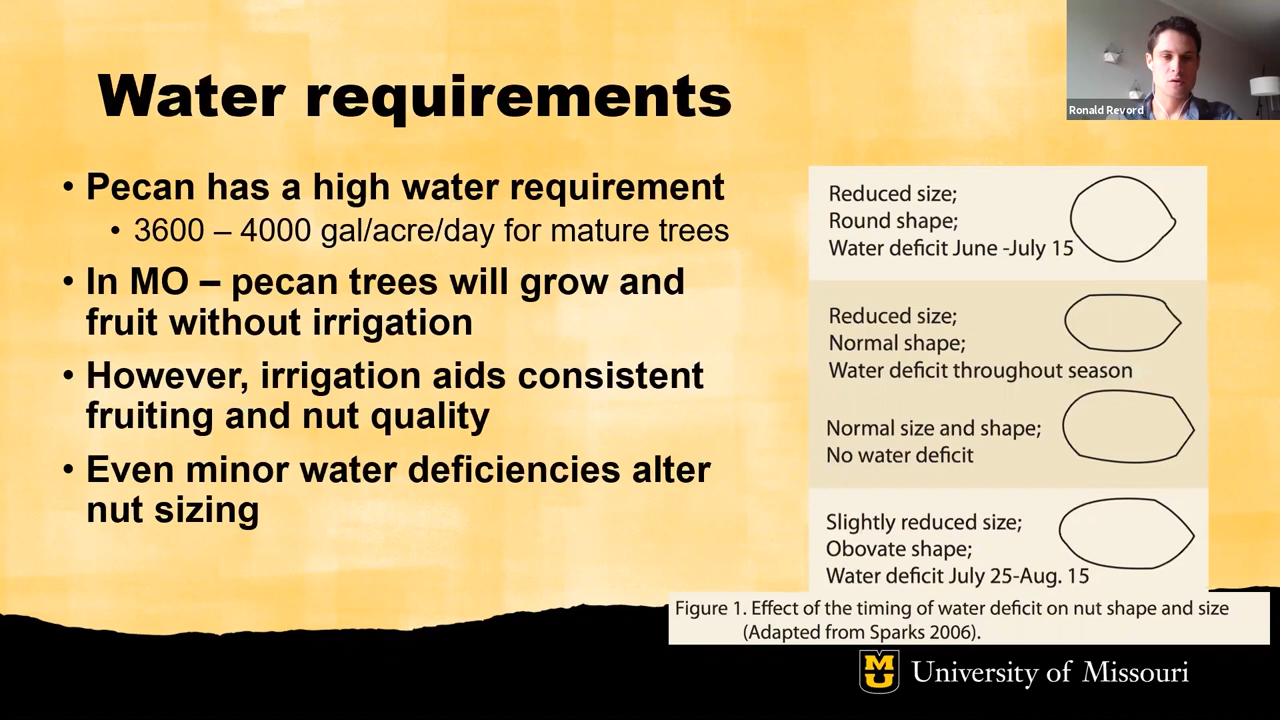 Water requirements
Ronald Revord
• Pecan has a high water requirement
• 3600 – 4000 gal/acre/day for mature trees
• In MO – pecan trees will grow and
fruit without irrigation
• However, irrigation aids consistent
fruiting and nut quality
• Even minor water deficiencies alter
nut sizing
Reduced size;
Round shape;
Water deficit June -July 15
Reduced size;
Normal shape;
Water deficit throughout season
Normal size and shape;
No water deficit
Slightly reduced size;
Obovate shape;
Water deficit July 25-Aug. 15
Figure 1. Effect of the timing of water deficit on nut shape and size
(Adapted from Sparks 2006).
MU
University of Missouri